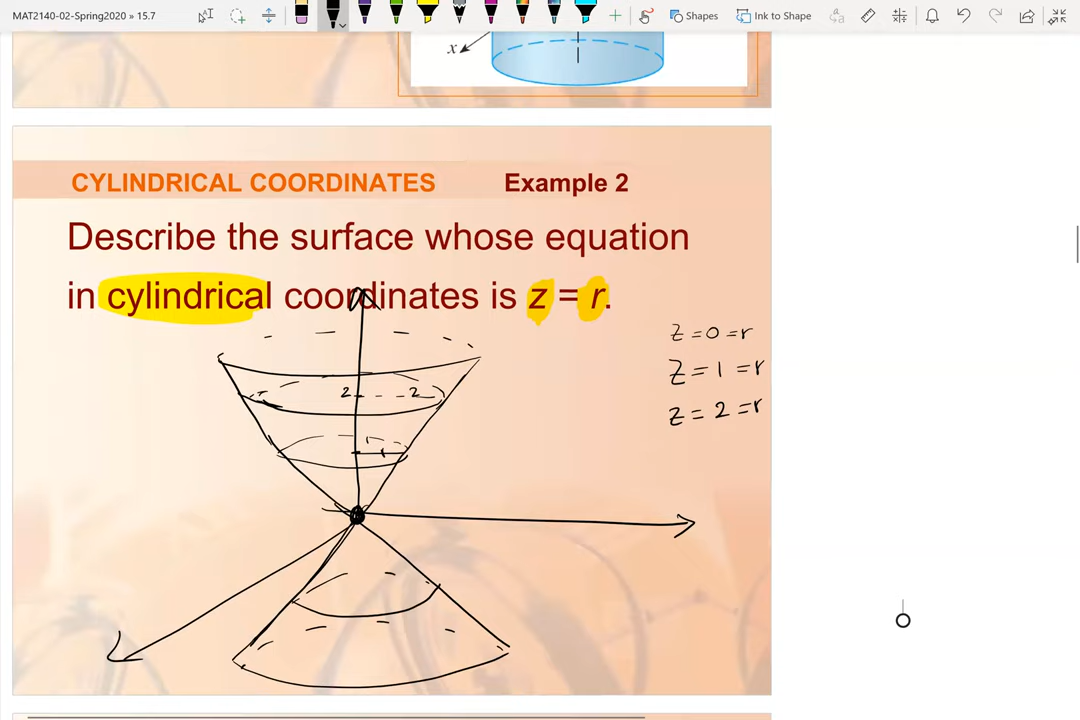 MAT2140-02-Spring2020 » 15.7
Shapes
Ink to Shape
x
CYLINDRICAL COORDINATES Example 2
Describe the surface whose equation
in cylindrical coordinates is z = r.
z = 0 = r
z = 1 = r
z = 2 = r
2 2
1